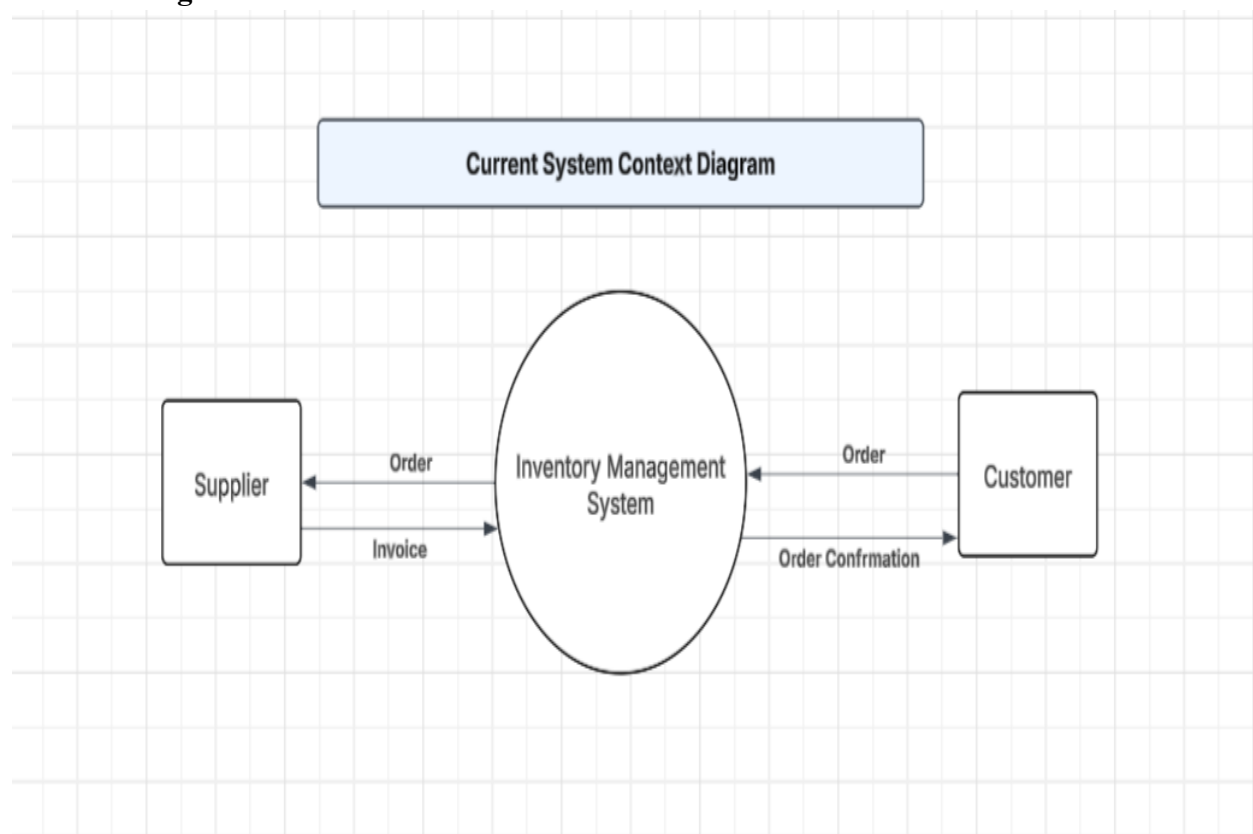 Current System Context Diagram
Supplier
Order
Invoice
Inventory Management
System
Order
Order Confrmation
Customer